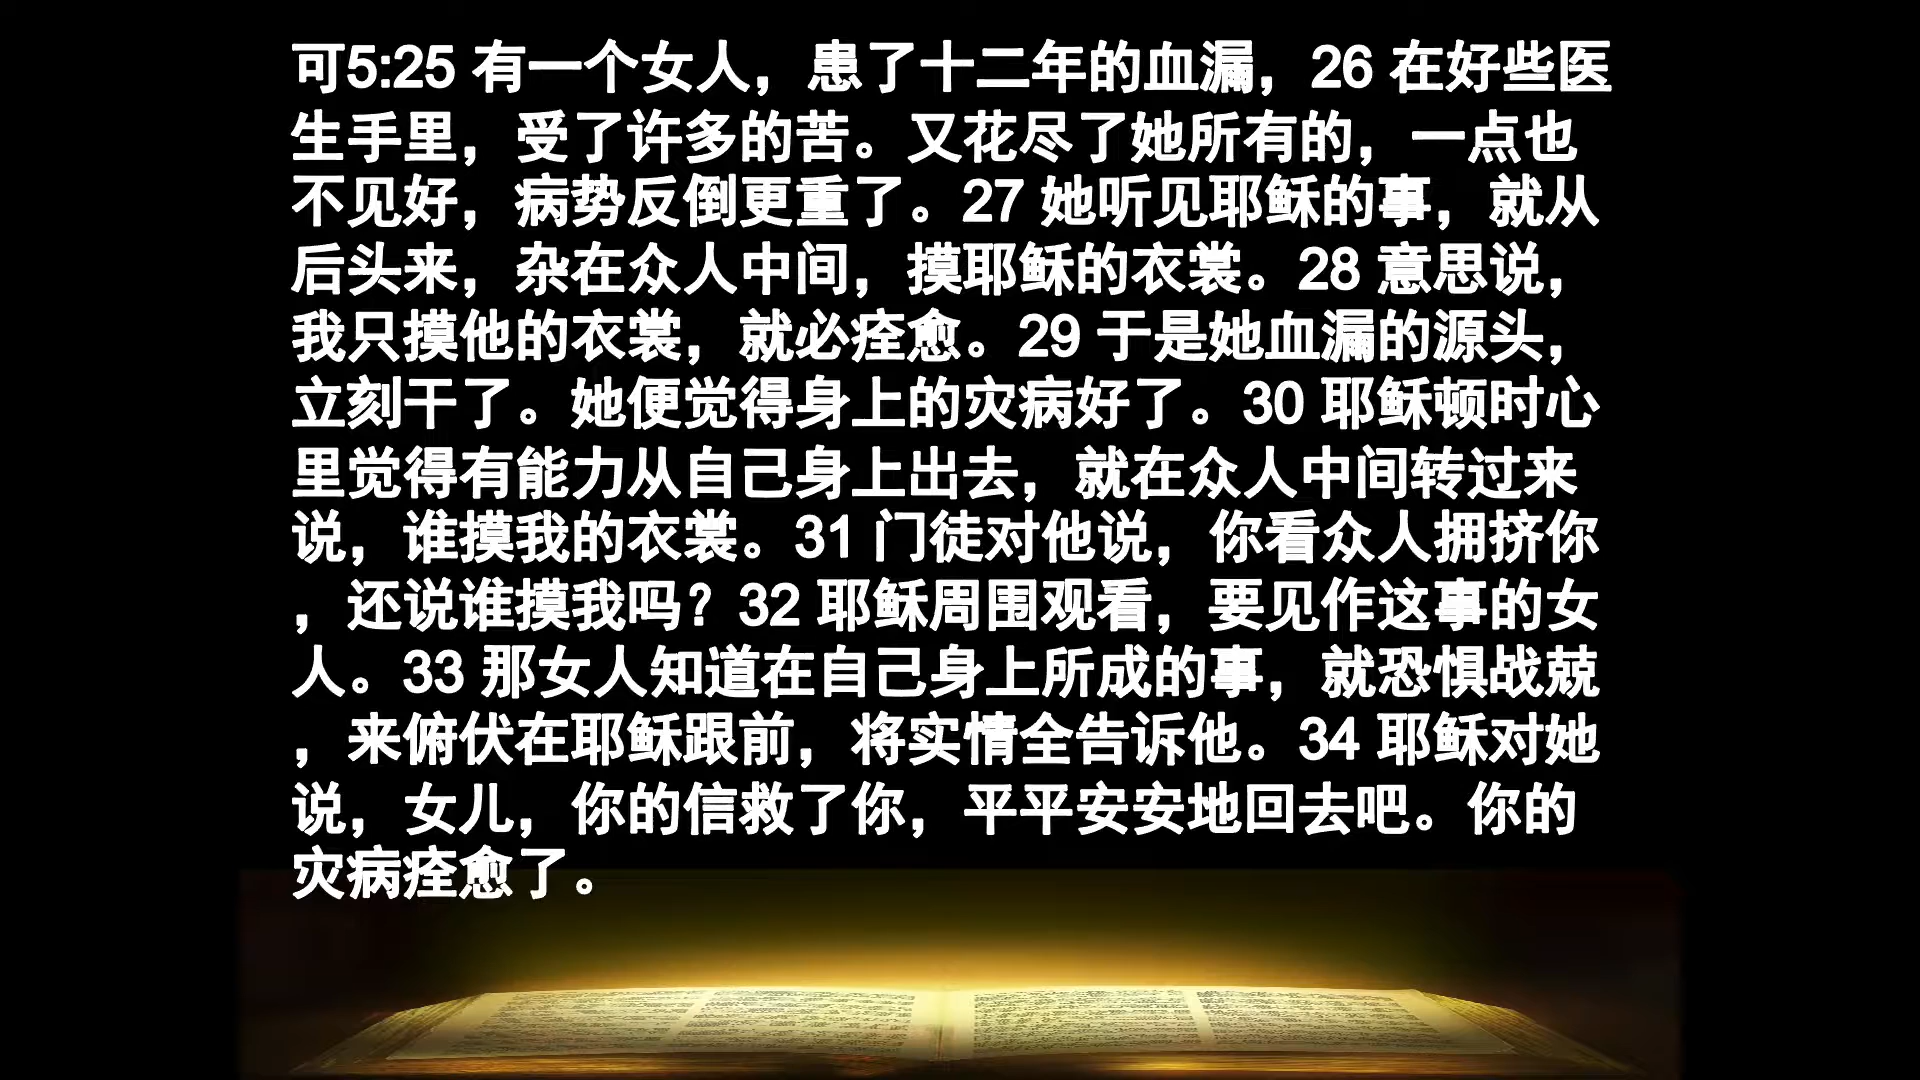 可5:25 有一个女人，患了十二年的血漏，26 在好些医
生手里，受了许多的苦。又花尽了她所有的，一点也
不见好，病势反倒更重了。27 她听见耶稣的事，就从
后头来，杂在众人中间，摸耶稣的衣裳。28 意思说，
我只摸他的衣裳，就必痊愈。29 于是她血漏的源头，
立刻干了。她便觉得身上的灾病好了。30 耶稣顿时心
里觉得有能力从自己身上出去，就在众人中间转过来
说，谁摸我的衣裳。31 门徒对他说，你看众人拥挤你
，还说谁摸我吗？32 耶稣周围观看，要见作这事的女
人。33 那女人知道在自己身上所成的事，就恐惧战兢
，来俯伏在耶稣跟前，将实情全告诉他。34 耶稣对她
说，女儿，你的信救了你，平平安安地回去吧。你的
灾病痊愈了。